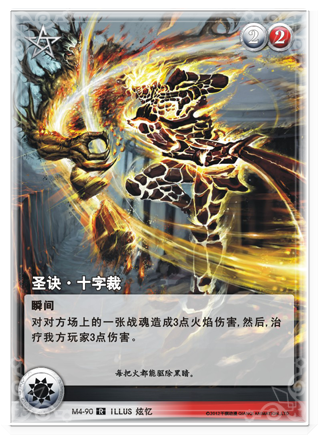 2 2
圣诀·十字裁
瞬间
对对方场上的一张战魂造成3点火焰伤害,然后,治
疗我方玩家3点伤害。
每把火都能驱除黑暗。
M4-90 R ILLUS 炫忆